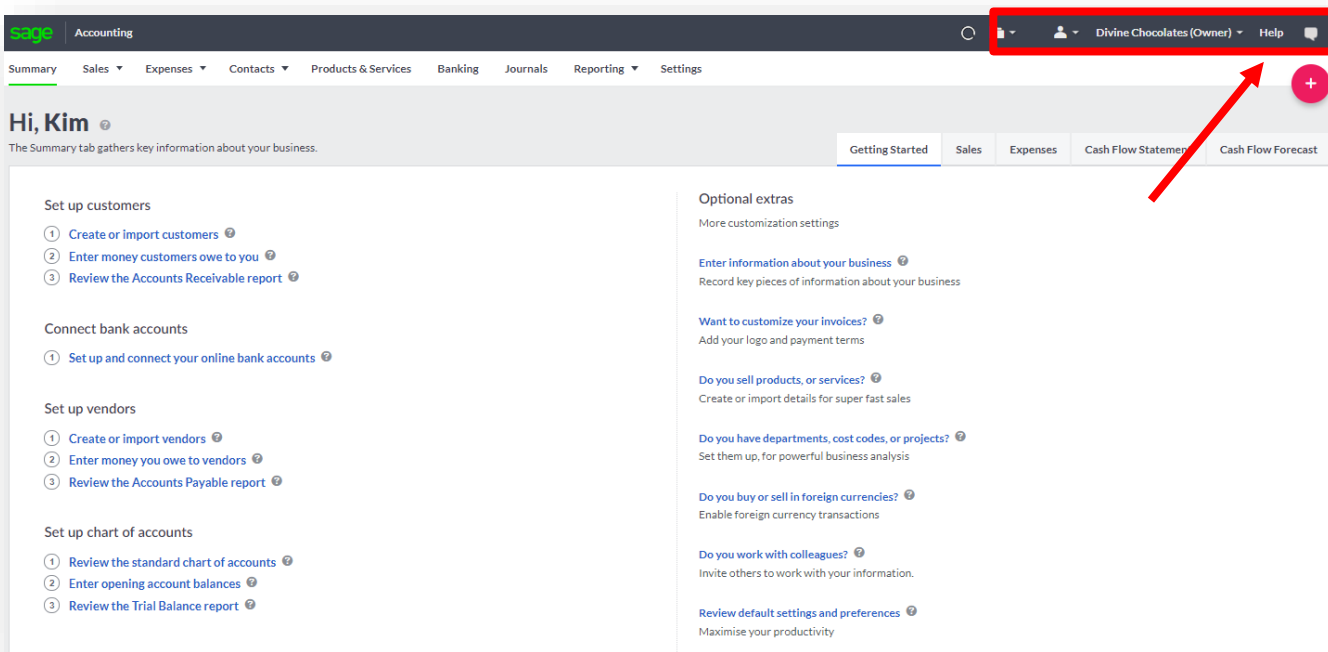 sage Accounting Divine Chocolates (Owner) Help
Summary Sales Expenses Contacts Products & Services Banking Journals Reporting Settings
+
Hi, Kim
The Summary tab gathers key information about your business.
Getting Started Sales Expenses Cash Flow Statement Cash Flow Forecast
Set up customers
1 Create or import customers
2 Enter money customers owe to you
3 Review the Accounts Receivable report
Connect bank accounts
1 Set up and connect your online bank accounts
Set up vendors
1 Create or import vendors
2 Enter money you owe to vendors
3 Review the Accounts Payable report
Set up chart of accounts
1 Review the standard chart of accounts
2 Enter opening account balances
3 Review the Trial Balance report
Optional extras
More customization settings
Enter information about your business
Record key pieces of information about your business
Want to customize your invoices?
Add your logo and payment terms
Do you sell products, or services?
Create or import details for super fast sales
Do you have departments, cost codes, or projects?
Set them up, for powerful business analysis
Do you buy or sell in foreign currencies?
Enable foreign currency transactions
Do you work with colleagues?
Invite others to work with your information.
Review default settings and preferences
Maximise your productivity